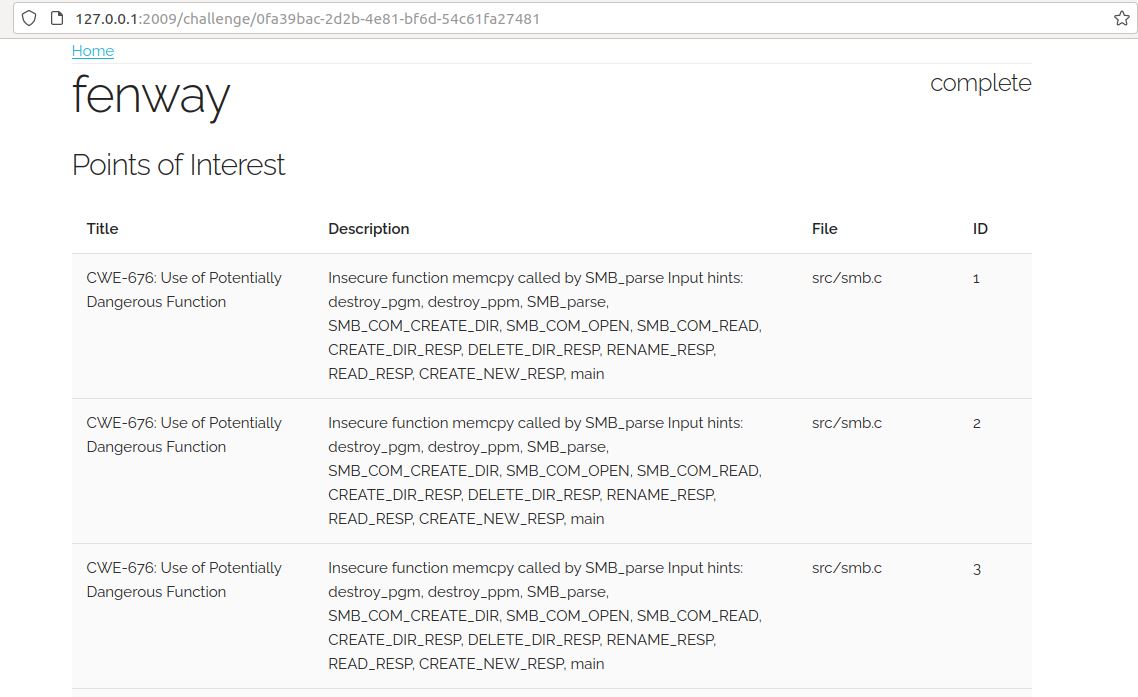 127.0.0.1:2009/challenge/0fa39bac-2d2b-4e81-bf6d-54c61fa27481
Home
fenway
complete
Points of Interest
Title Description File ID
CWE-676: Use of Potentially Insecure function memcpy called by SMB_parse Input hints: src/smb.c 1
Dangerous Function destroy_pgm, destroy_ppm, SMB_parse,
SMB_COM_CREATE_DIR, SMB_COM_OPEN, SMB_COM_READ,
CREATE_DIR_RESP, DELETE_DIR_RESP, RENAME_RESP,
READ_RESP, CREATE_NEW_RESP, main
CWE-676: Use of Potentially Insecure function memcpy called by SMB_parse Input hints: src/smb.c 2
Dangerous Function destroy_pgm, destroy_ppm, SMB_parse,
SMB_COM_CREATE_DIR, SMB_COM_OPEN, SMB_COM_READ,
CREATE_DIR_RESP, DELETE_DIR_RESP, RENAME_RESP,
READ_RESP, CREATE_NEW_RESP, main
CWE-676: Use of Potentially Insecure function memcpy called by SMB_parse Input hints: src/smb.c 3
Dangerous Function destroy_pgm, destroy_ppm, SMB_parse,
SMB_COM_CREATE_DIR, SMB_COM_OPEN, SMB_COM_READ,
CREATE_DIR_RESP, DELETE_DIR_RESP, RENAME_RESP,
READ_RESP, CREATE_NEW_RESP, main